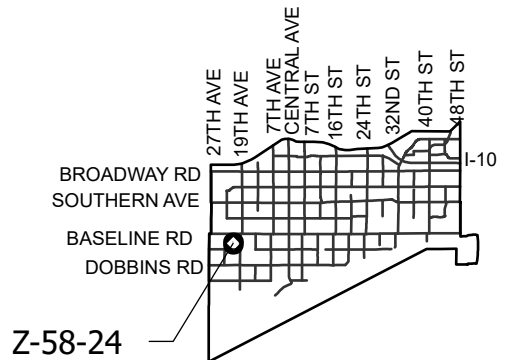 27TH AVE
19TH AVE
7TH AVE
CENTRAL AVE
7TH ST
16TH ST
24TH ST
32ND ST
40TH ST
48TH ST
I-10
BROADWAY RD
SOUTHERN AVE
BASELINE RD
DOBBINS RD
Z-58-24